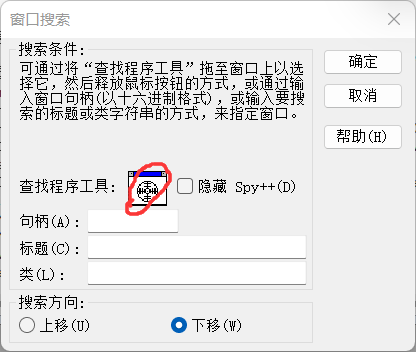 窗口搜索
搜索条件:
可通过将“查找程序工具”拖至窗口上以选
择它，然后释放鼠标按钮的方式，或通过输
入窗口句柄(以十六进制格式)，或输入要搜
索的标题或类字符串的方式，来指定窗口。
确定
取消
帮助(H)
查找程序工具:
隐藏 Spy++(D)
句柄(A):
标题(C):
类(L):
搜索方向:
上移(U)
下移(W)